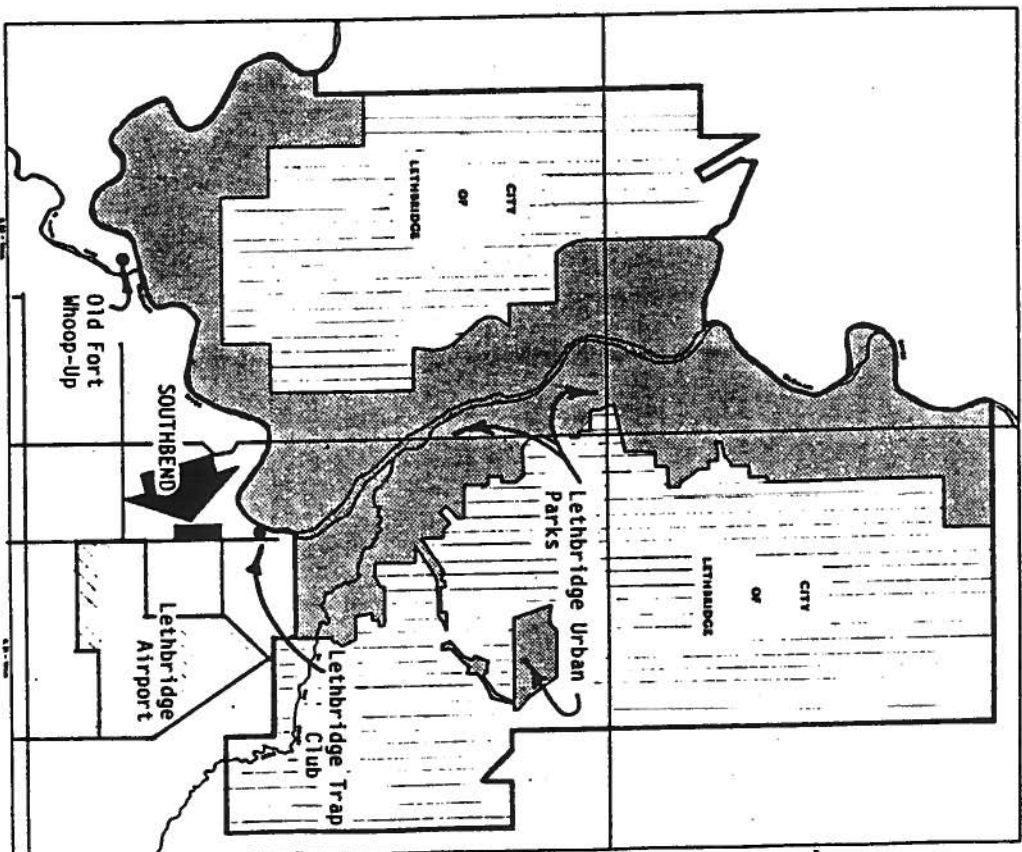 CITY
OF
LETHBRIDGE
CITY
OF
LETHBRIDGE
Lethbridge Urban
Parks
Old Fort
Whoop-Up
SOUTHBEND
Lethbridge
Airport
Lethbridge Trap
Club